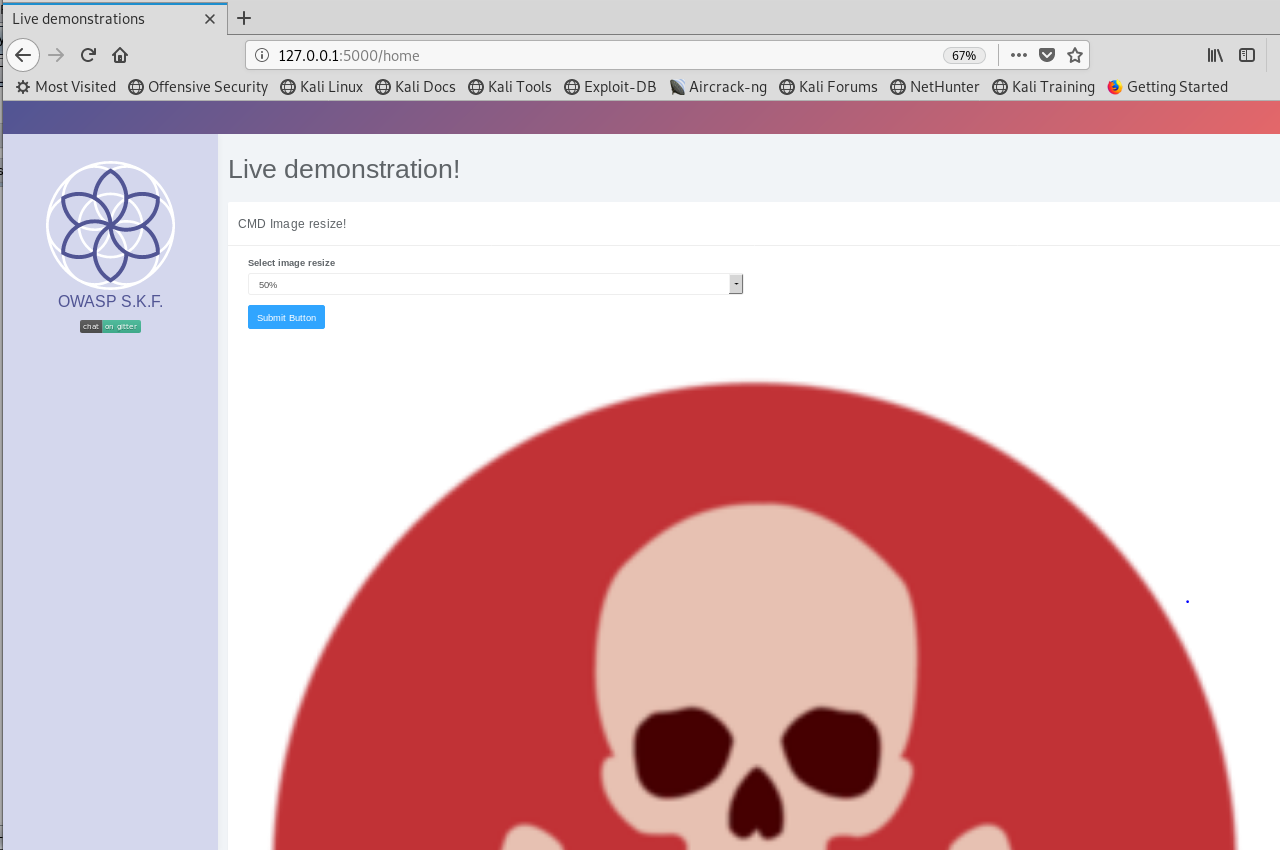 Live demonstrations
127.0.0.1:5000/home 67%
Most Visited Offensive Security Kali Linux Kali Docs Kali Tools Exploit-DB Aircrack-ng Kali Forums NetHunter Kali Training Getting Started
Live demonstration!
CMD Image resize!
Select image resize
50%
Submit Button
OWASP S.K.F.
chat on gitter